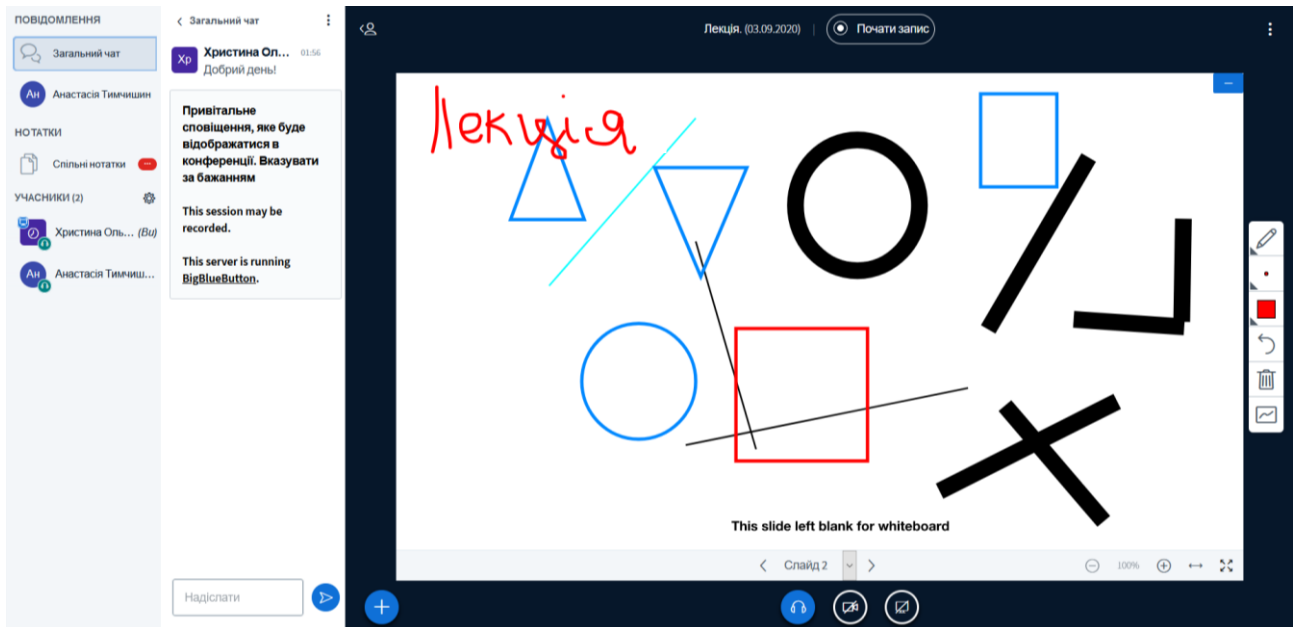 ПОВІДОМЛЕННЯ
Загальний чат
Ан Анастасія Тимчишин
НОТАТКИ
Спільні нотатки
УЧАСНИКИ (2)
Христина Оль... (Ви)
Ан Анастасія Тимчиш...
Загальний чат
Хр Христина Ол... 01:56
Добрий день!
Привітальне
сповіщення, яке буде
відображатися в
конференції. Вказувати
за бажанням
This session may be
recorded.
This server is running
BigBlueButton.
Надіслати
Лекція. (03.09.2020) | Почати запис
Лекція
This slide left blank for whiteboard
Слайд 2
100%